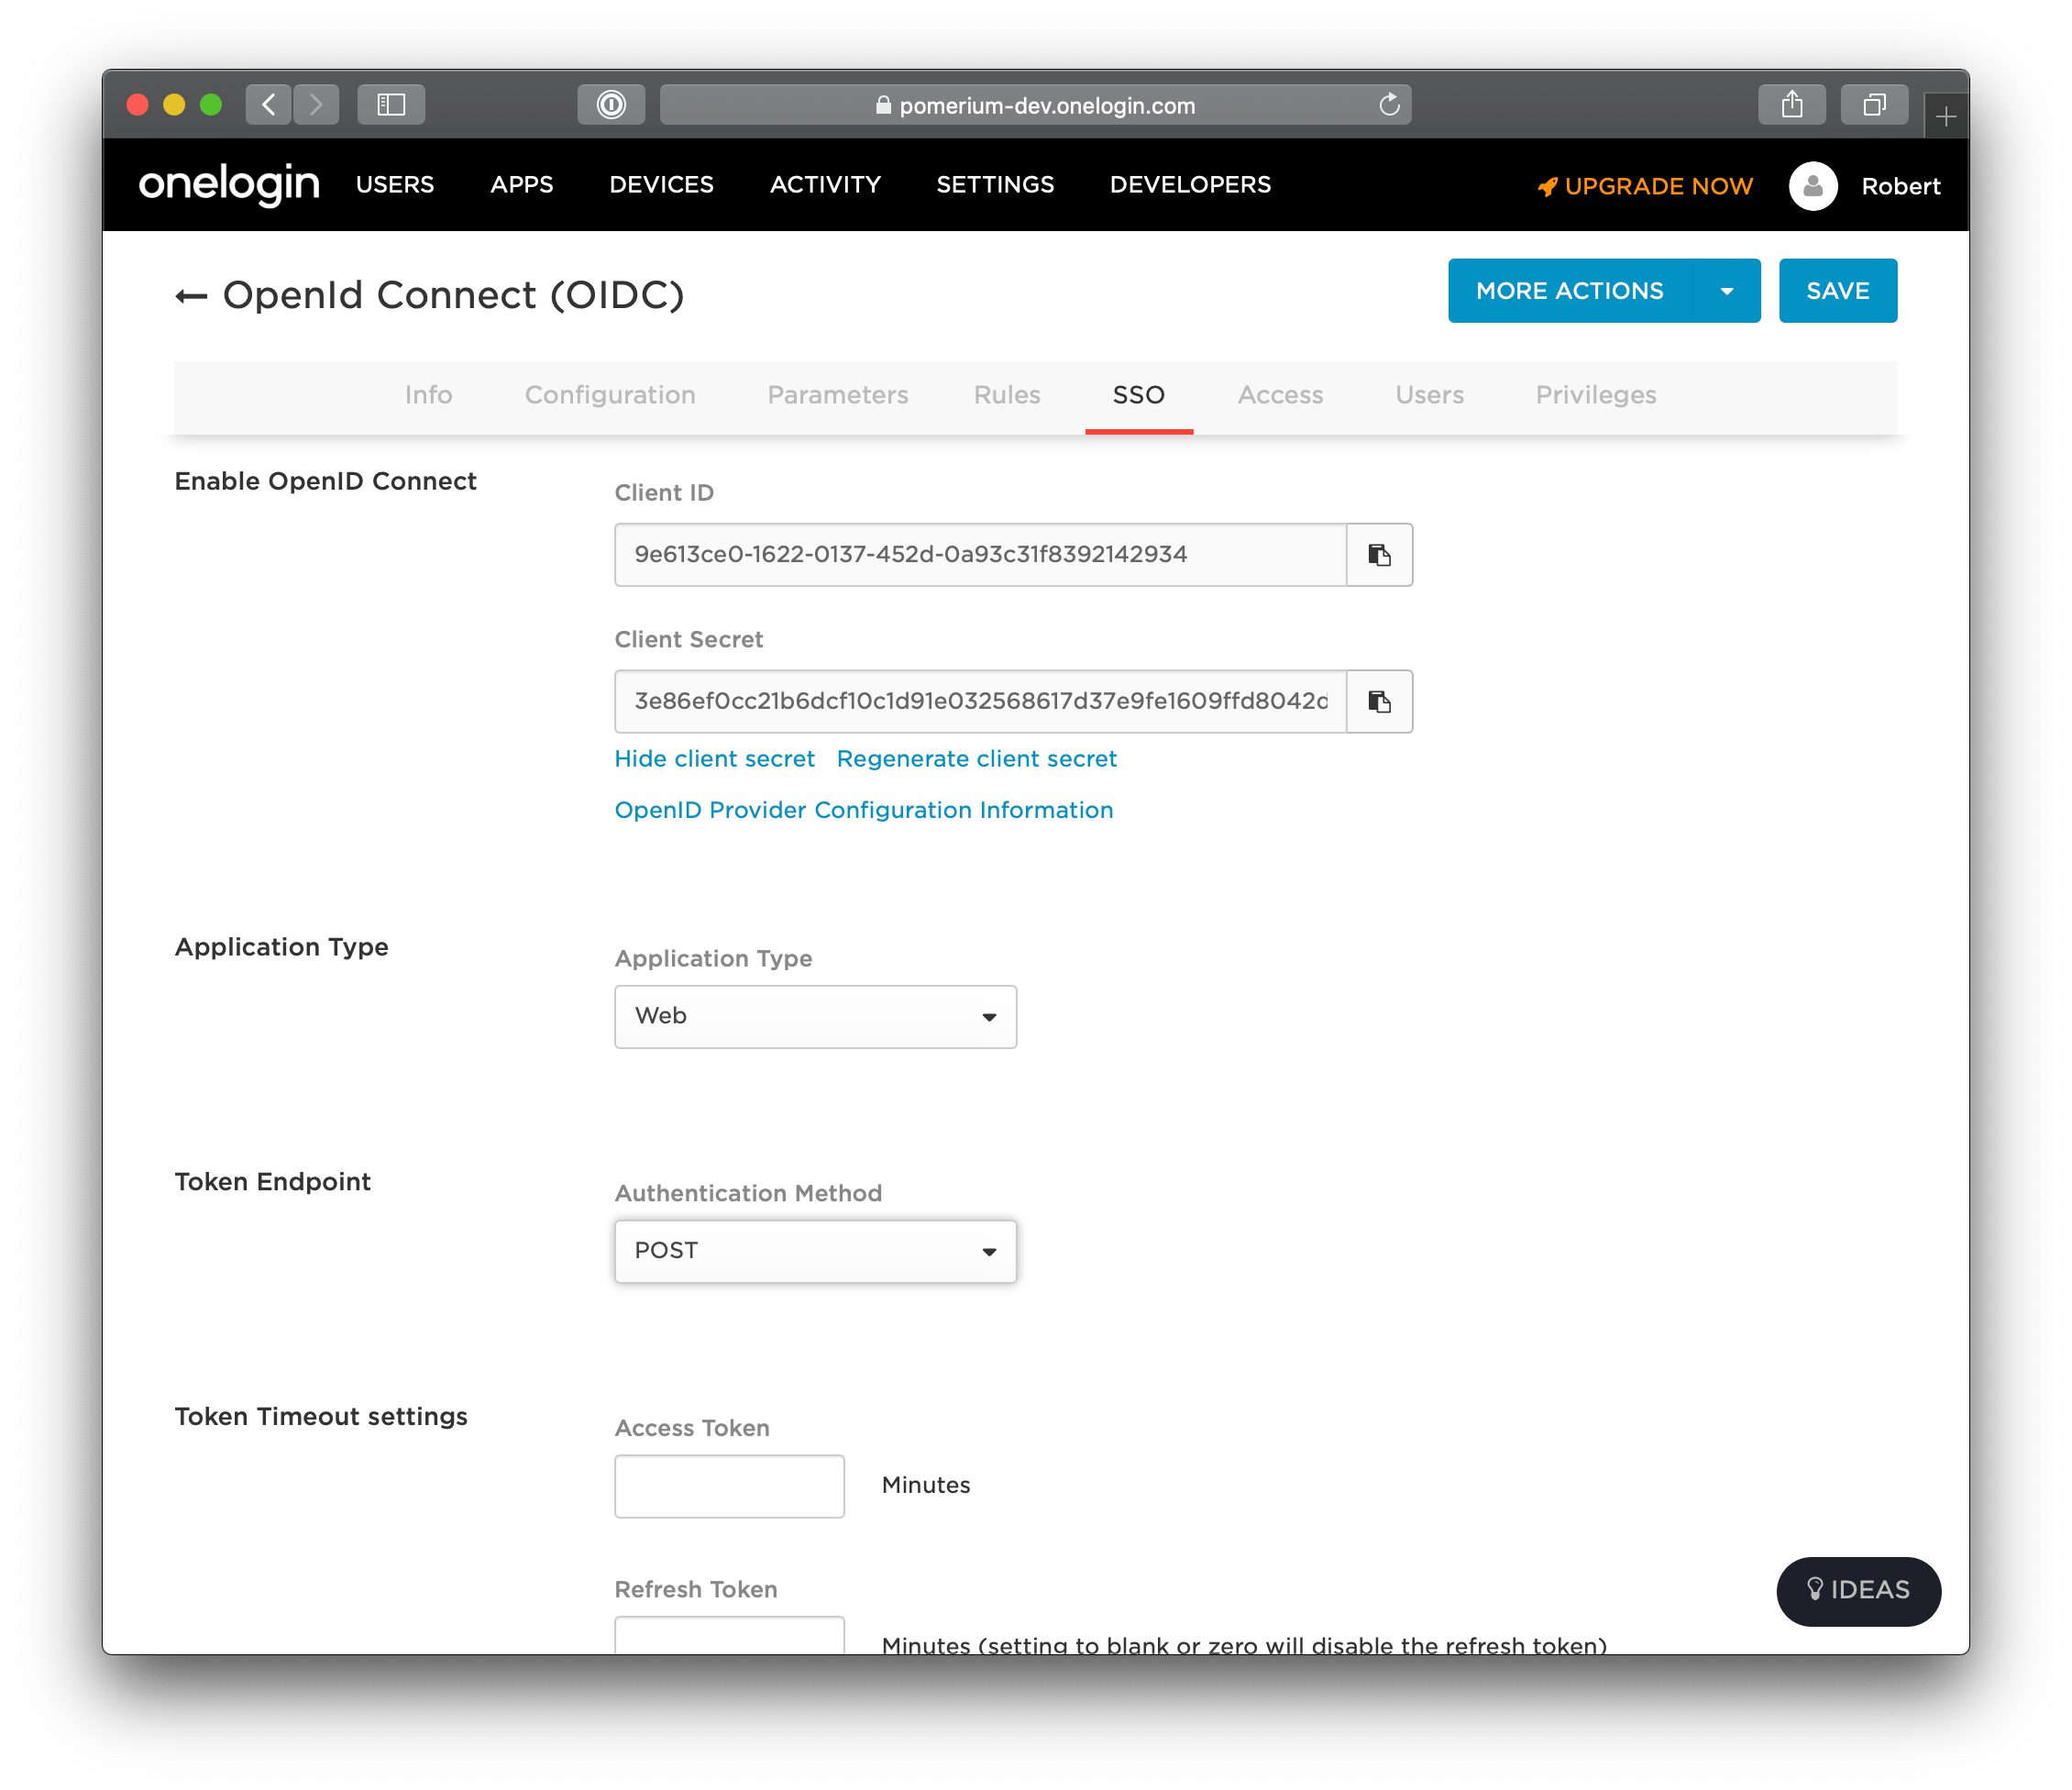 pomerium-dev.onelogin.com
onelogin USERS APPS DEVICES ACTIVITY SETTINGS DEVELOPERS UPGRADE NOW Robert
OpenId Connect (OIDC) MORE ACTIONS SAVE
Info Configuration Parameters Rules SSO Access Users Privileges
Enable OpenID Connect
Client ID
9e613ce0-1622-0137-452d-0a93c31f8392142934
Client Secret
3e86ef0cc21b6dcf10c1d91e032568617d37e9fe1609ffd8042d
Hide client secret Regenerate client secret
OpenID Provider Configuration Information
Application Type
Application Type
Web
Token Endpoint
Authentication Method
POST
Token Timeout settings
Access Token
Minutes
Refresh Token
IDEAS
Minutes (setting to blank or zero will disable the refresh token)